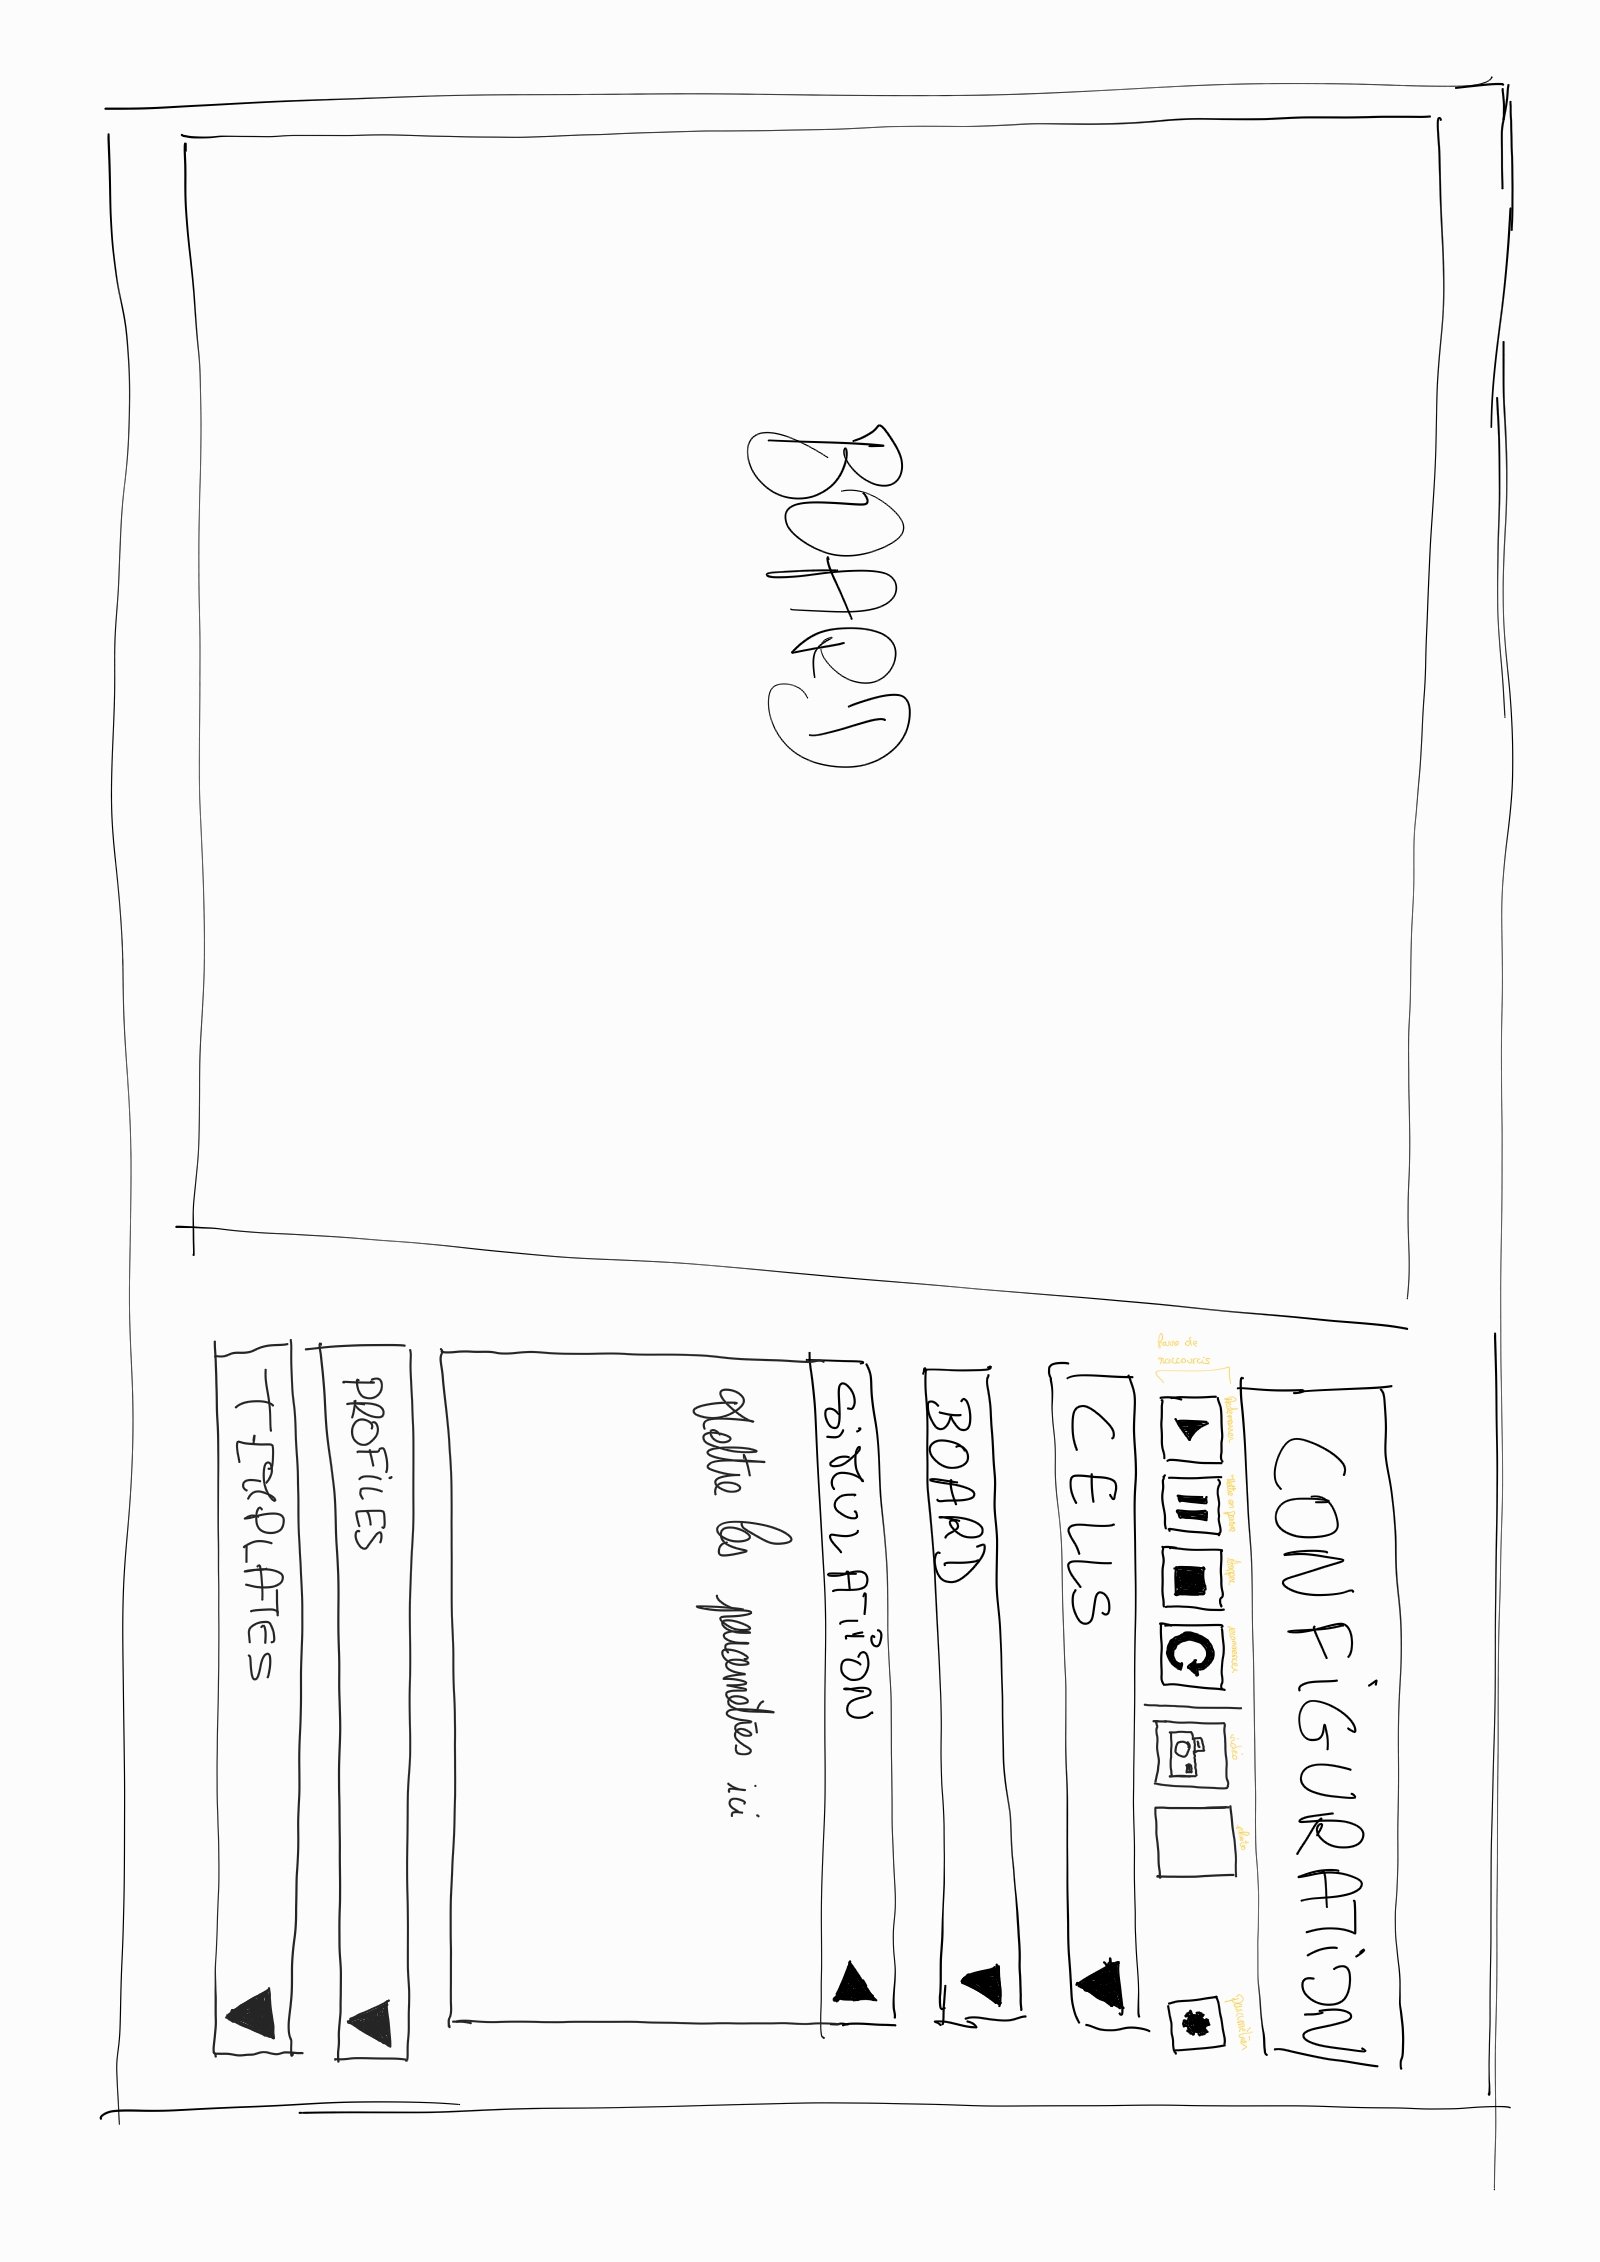 CONFIGURATION
Redémarrer Mettre en pause Stopper recommencer vidéo photo paramètres
raccourcis
CELLS
BOARD
BOARD
SIMULATION
Mettre les paramètres ici
PROFILES
TEMPLATES